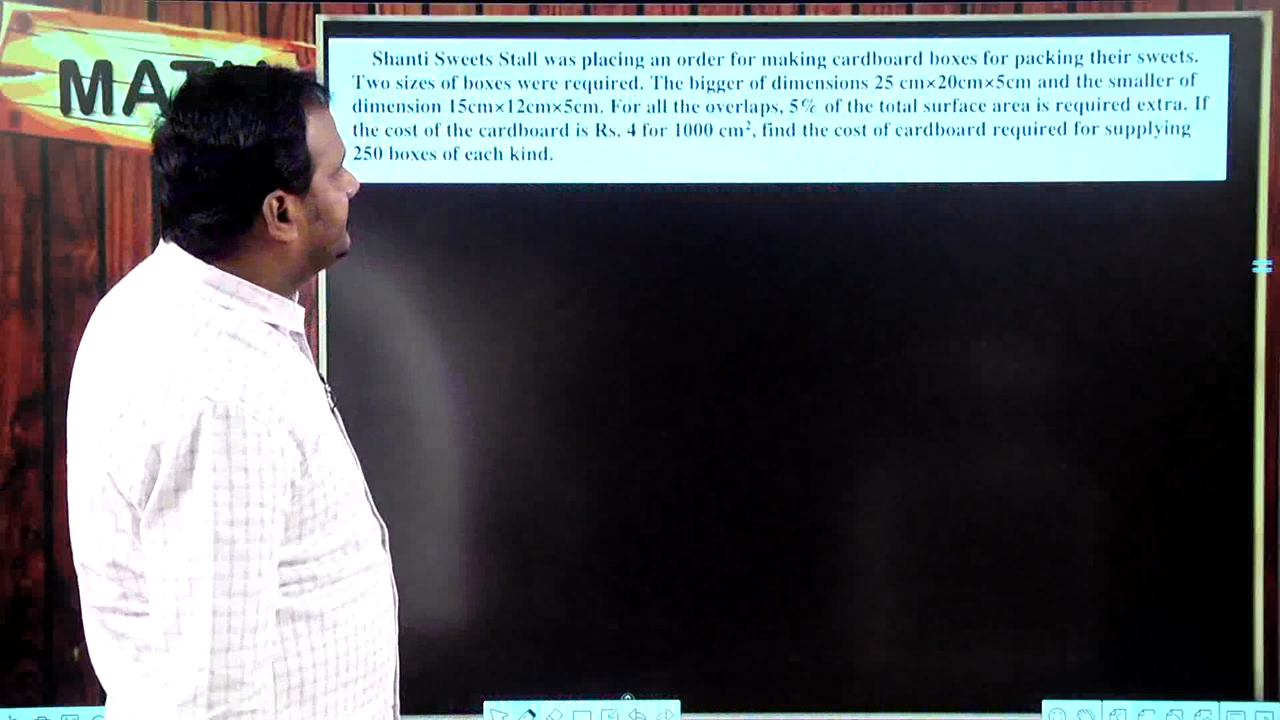 MAT
Shanti Sweets Stall was placing an order for making cardboard boxes for packing their sweets.
Two sizes of boxes were required. The bigger of dimensions 25 cm×20cm×5cm and the smaller of
dimension 15cm×12cm×5cm. For all the overlaps, 5% of the total surface area is required extra. If
the cost of the cardboard is Rs. 4 for 1000 cm², find the cost of cardboard required for supplying
250 boxes of each kind.